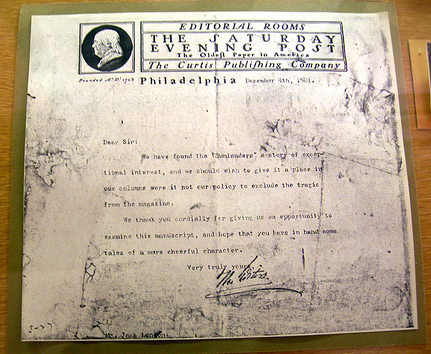 EDITORIAL ROOMS
THE SATURDAY
EVENING POST
The Oldest Paper in America
The Curtis Publishing Company
Founded A. D. 1728 Philadelphia December 4th, 1901.
Dear Sir:
We have found the "Sunlanders" a story of excep-
tional interest, and we should wish to give it a place in
our columns were it not our policy to exclude the tragic
from the magazine.
We thank you cordially for giving us an opportunity to
examine this manuscript, and hope that you have in hand some
tales of a more cheerful character.
Very truly yours,
The Editors
Mr. Jack London: